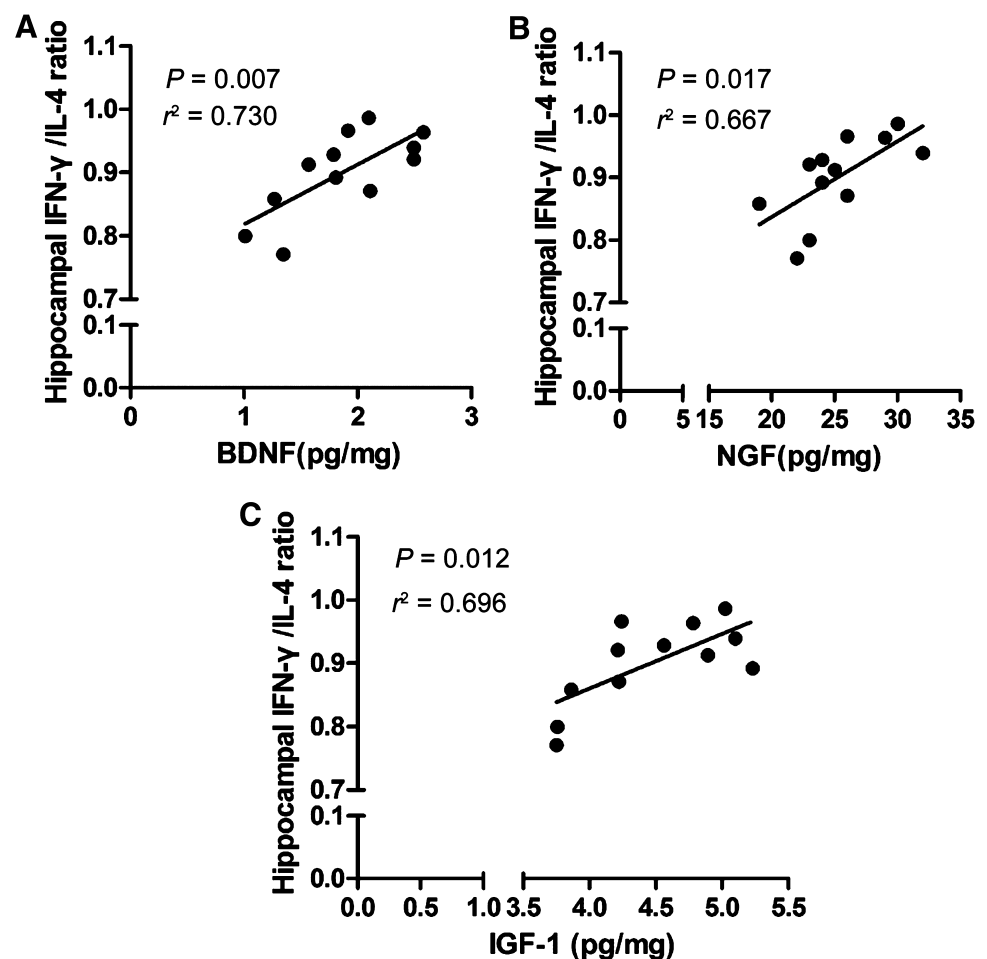 A
Hippocampal IFN-γ /IL-4 ratio
1.1
1.0
0.9
0.8
0.7
0.1
0.0
P = 0.007
r² = 0.730
0 1 2 3
BDNF(pg/mg)
B
Hippocampal IFN-γ /IL-4 ratio
1.1
1.0
0.9
0.8
0.7
0.1
0.0
P = 0.017
r² = 0.667
0 5 15 20 25 30 35
NGF(pg/mg)
C
Hippocampal IFN-γ /IL-4 ratio
1.1
1.0
0.9
0.8
0.7
0.1
0.0
P = 0.012
r² = 0.696
0.0 0.5 1.0 3.5 4.0 4.5 5.0 5.5
IGF-1 (pg/mg)